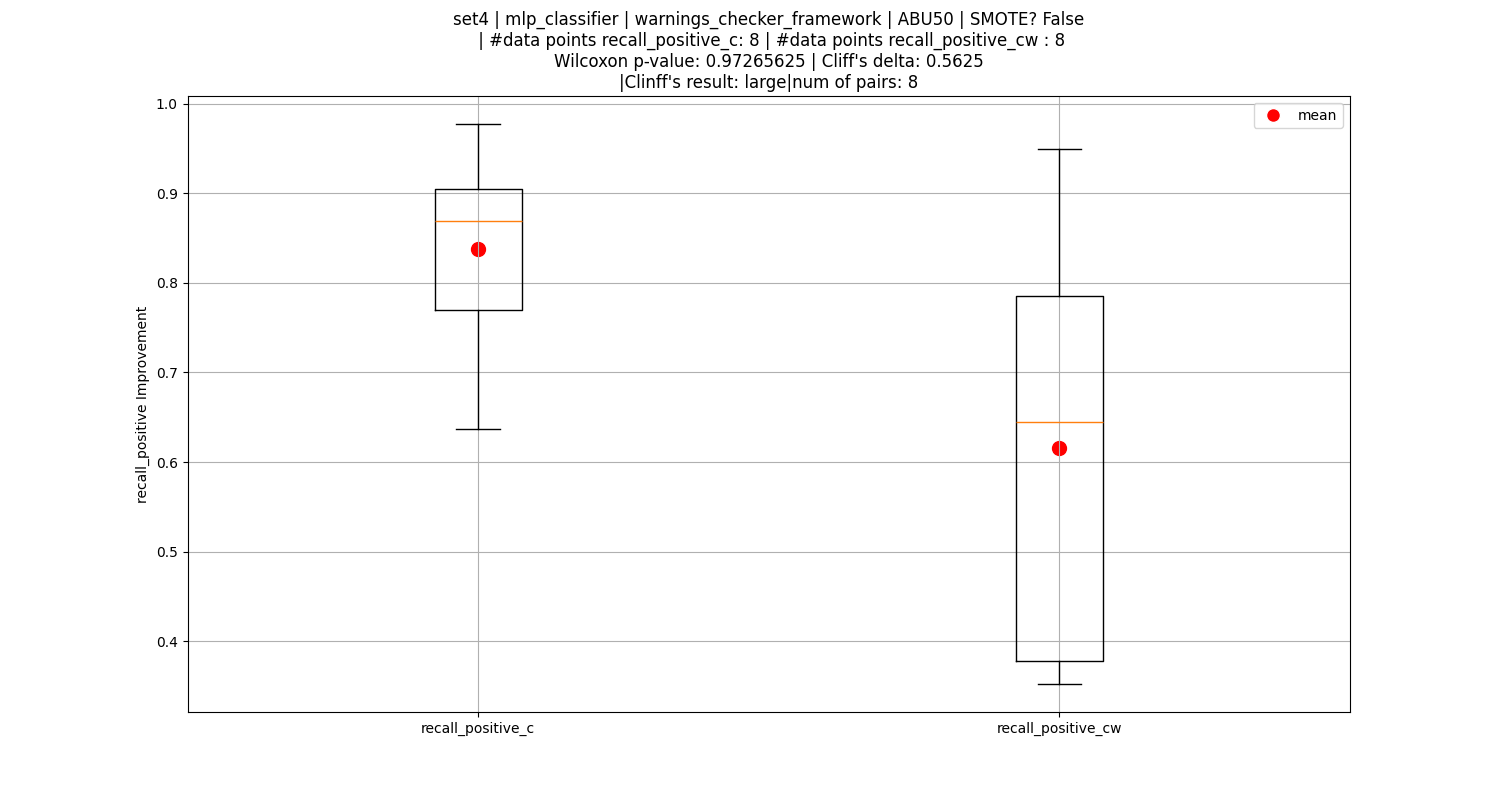 set4 | mlp_classifier | warnings_checker_framework | ABU50 | SMOTE? False
| #data points recall_positive_c: 8 | #data points recall_positive_cw : 8
Wilcoxon p-value: 0.97265625 | Cliff's delta: 0.5625
|Clinff's result: large|num of pairs: 8
mean
1.0
0.9
0.8
0.7
0.6
0.5
0.4
recall_positive Improvement
recall_positive_c
recall_positive_cw